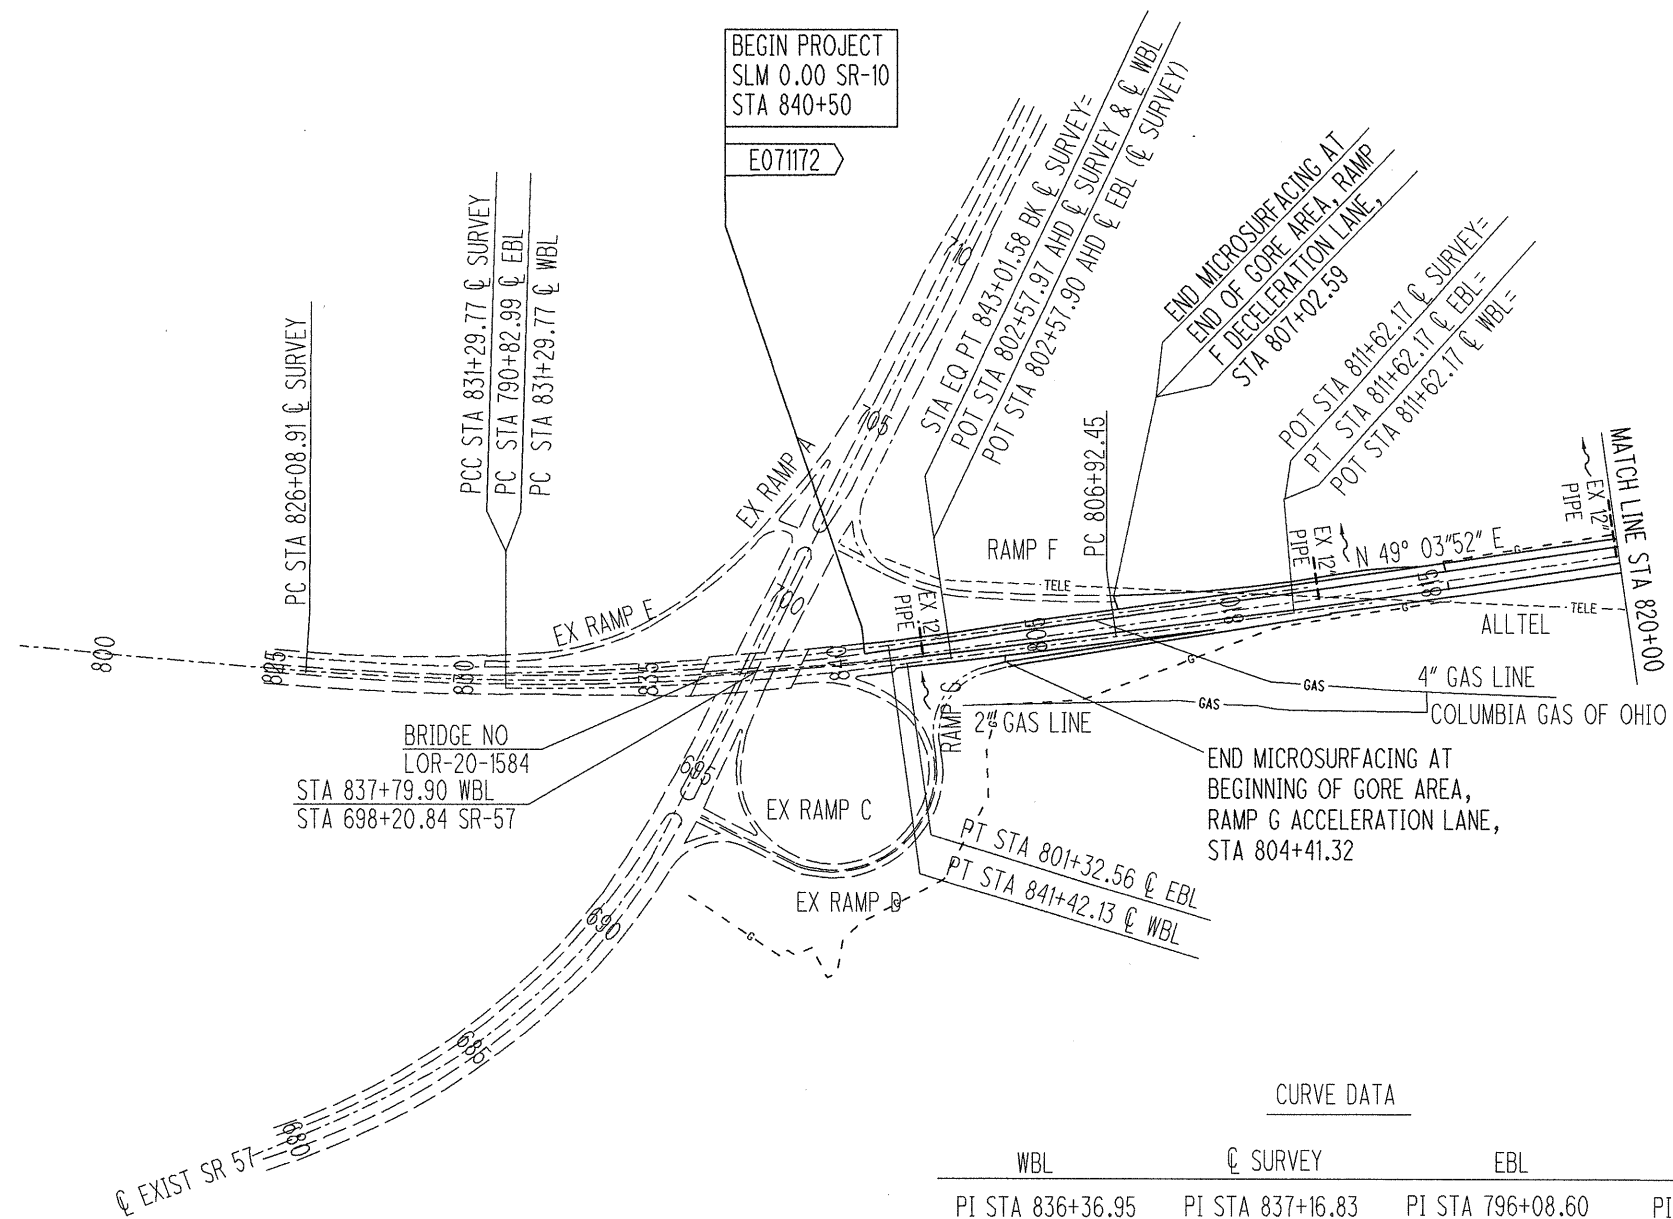 BEGIN PROJECT
SLM 0.00 SR-10
STA 840+50
E071172
PC STA 826+08.91 ℄ SURVEY
PCC STA 831+29.77 ℄ SURVEY
PC STA 790+82.99 ℄ EBL
PC STA 831+29.77 ℄ WBL
STA EQ PT 843+01.58 BK ℄ SURVEY=
POT STA 802+57.97 AHD ℄ SURVEY & ℄ WBL
POT STA 802+57.90 AHD ℄ EBL (℄ SURVEY)
END MICROSURFACING AT
END OF GORE AREA, RAMP
F DECELERATION LANE,
STA 807+02.59
POT STA 811+62.17 ℄ SURVEY=
PT STA 811+62.17 ℄ EBL=
POT STA 811+62.17 ℄ WBL=
PC 806+92.45
MATCH LINE STA 820+00
EX 12"
PIPE
EX 12"
PIPE
N 49° 03"52" E
G
710
705
700
695
690
685
680
EX RAMP A
EX RAMP E
RAMP F
TELE
TELE
ALLTEL
EX 12"
PIPE
800
825
830
835
840
805
810
815
G
G
GAS
4" GAS LINE
GAS
COLUMBIA GAS OF OHIO
RAMP G
2" GAS LINE
G
BRIDGE NO
LOR-20-1584
STA 837+79.90 WBL
STA 698+20.84 SR-57
EX RAMP C
EX RAMP D
G
G
END MICROSURFACING AT
BEGINNING OF GORE AREA,
RAMP G ACCELERATION LANE,
STA 804+41.32
PT STA 801+32.56 ℄ EBL
PT STA 841+42.13 ℄ WBL
℄ EXIST SR 57
CURVE DATA
WBL ℄ SURVEY EBL
PI STA 836+36.95 PI STA 837+16.83 PI STA 796+08.60 PI